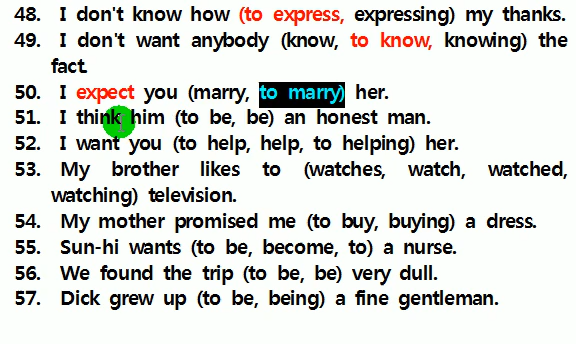 48. I don't know how (to express, expressing) my thanks.
49. I don't want anybody (know, to know, knowing) the
fact.
50. I expect you (marry, to marry) her.
51. I think him (to be, be) an honest man.
52. I want you (to help, help, to helping) her.
53. My brother likes to (watches, watch, watched,
watching) television.
54. My mother promised me (to buy, buying) a dress.
55. Sun-hi wants (to be, become, to) a nurse.
56. We found the trip (to be, be) very dull.
57. Dick grew up (to be, being) a fine gentleman.